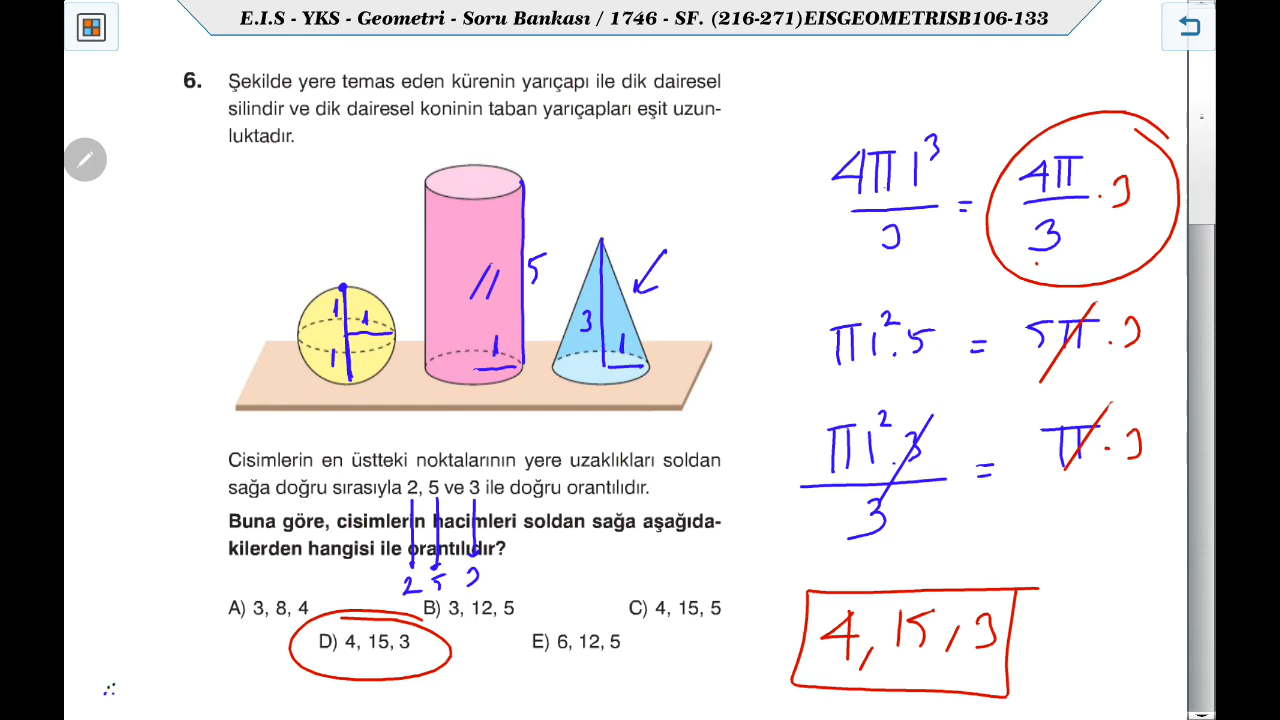 E.I.S - YKS - Geometri - Soru Bankası / 1746 - SF. (216-271)EISGEOMETRISB106-133
6. Şekilde yere temas eden kürenin yarıçapı ile dik dairesel
silindir ve dik dairesel koninin taban yarıçapları eşit uzun-
luktadır.
1
1
1
5
1
3
1
Cisimlerin en üstteki noktalarının yere uzaklıkları soldan
sağa doğru sırasıyla 2, 5 ve 3 ile doğru orantılıdır.
Buna göre, cisimlerin hacimleri soldan sağa aşağıda-
kilerden hangisi ile orantılıdır?
2 5 3
A) 3, 8, 4 B) 3, 12, 5 C) 4, 15, 5
D) 4, 15, 3 E) 6, 12, 5
4π1³/3 = 4π/3 · 3
π1².5 = 5π . 3
π1².3/3 = π . 3
4, 15, 3